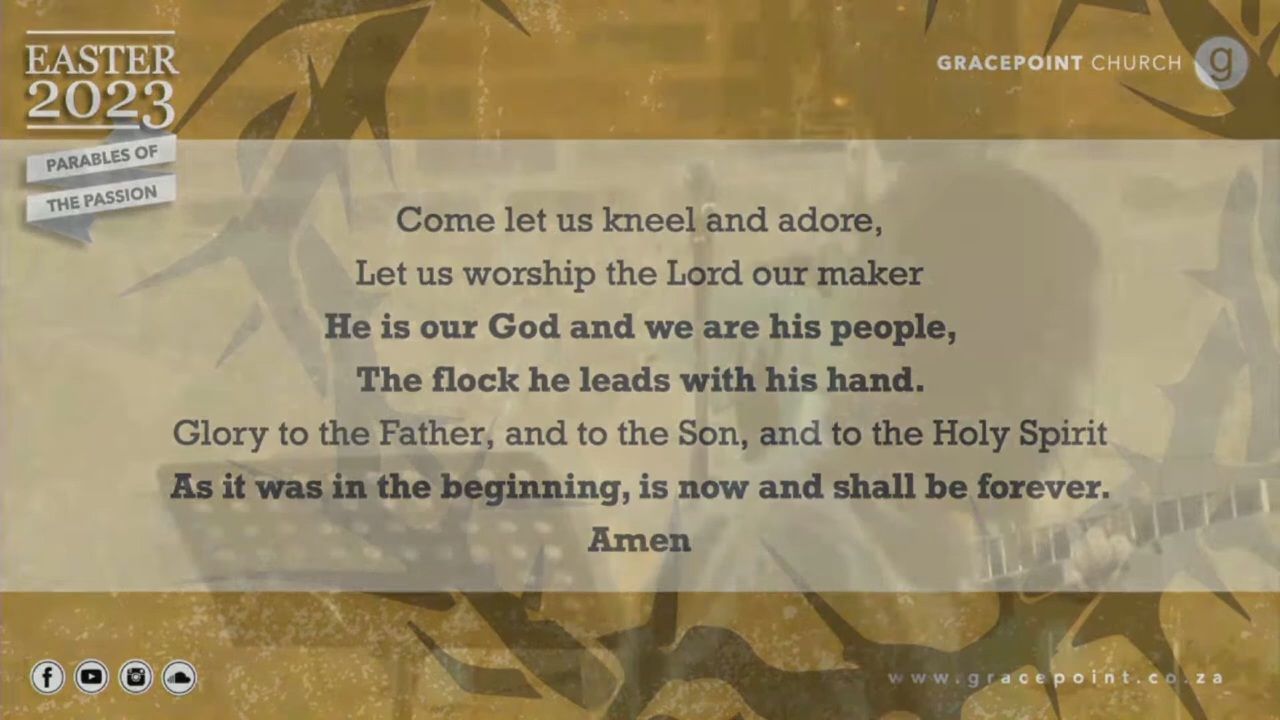 EASTER
2023
PARABLES OF
THE PASSION
GRACEPOINT CHURCH g
Come let us kneel and adore,
Let us worship the Lord our maker
He is our God and we are his people,
The flock he leads with his hand.
Glory to the Father, and to the Son, and to the Holy Spirit
As it was in the beginning, is now and shall be forever.
Amen
www.gracepoint.co.za